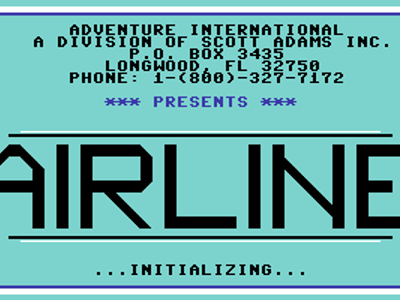 ADVENTURE INTERNATIONAL
A DIVISION OF SCOTT ADAMS INC.
P.O. BOX 3435
LONGWOOD, FL 32750
PHONE: 1-(800)-327-7172
*** PRESENTS ***
AIRLINE
...INITIALIZING...